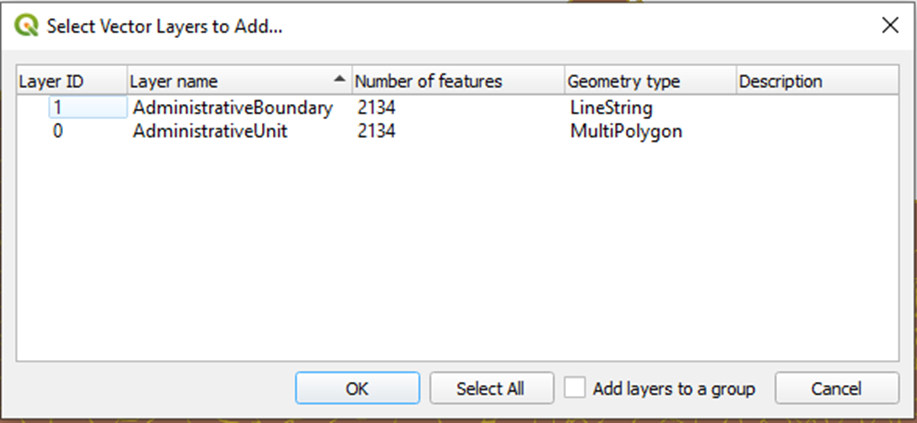 Select Vector Layers to Add...
Layer ID Layer name Number of features Geometry type Description
1 AdministrativeBoundary 2134 LineString
0 AdministrativeUnit 2134 MultiPolygon
OK Select All Add layers to a group Cancel